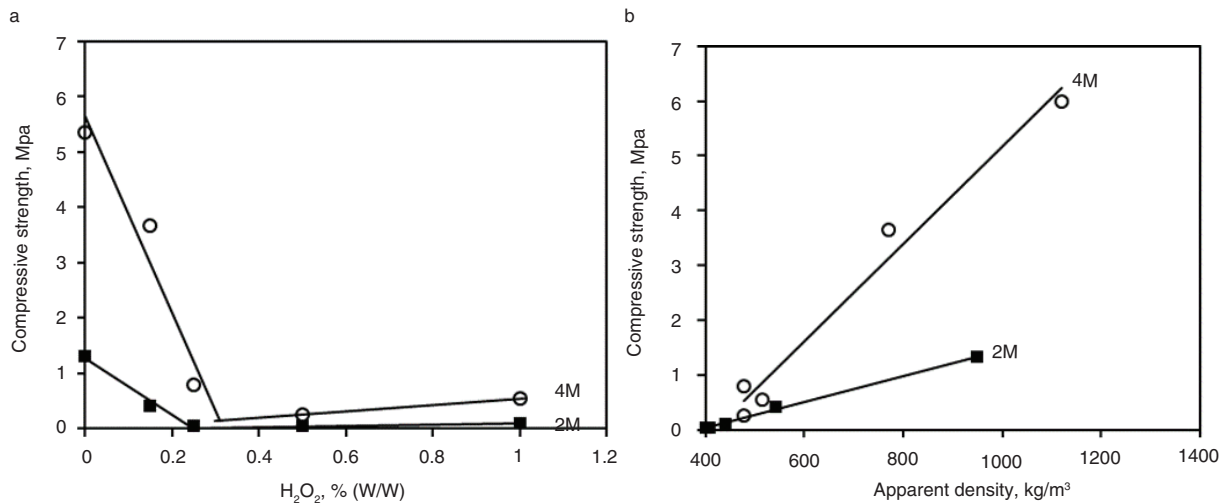 a
7
6
5
4
3
2
1
0
0
0.2
0.4
0.6
0.8
1
1.2
Compressive strength, Mpa
H₂O₂, % (W/W)
4M
2M
b
7
6
5
4
3
2
1
0
400
600
800
1000
1200
1400
Compressive strength, Mpa
Apparent density, kg/m³
4M
2M